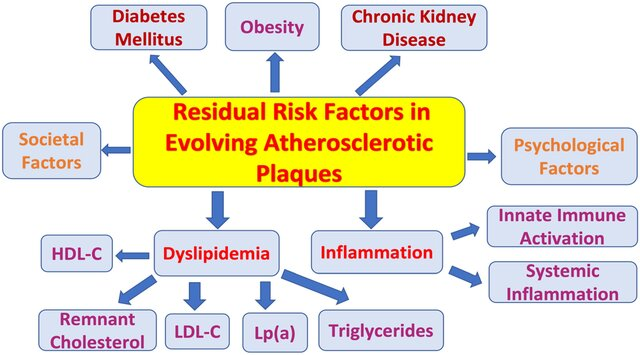 Diabetes
Mellitus
Obesity
Chronic Kidney
Disease
Residual Risk Factors in
Evolving Atherosclerotic
Plaques
Societal
Factors
Psychological
Factors
HDL-C
Dyslipidemia
Inflammation
Innate Immune
Activation
Systemic
Inflammation
Remnant
Cholesterol
LDL-C
Lp(a)
Triglycerides